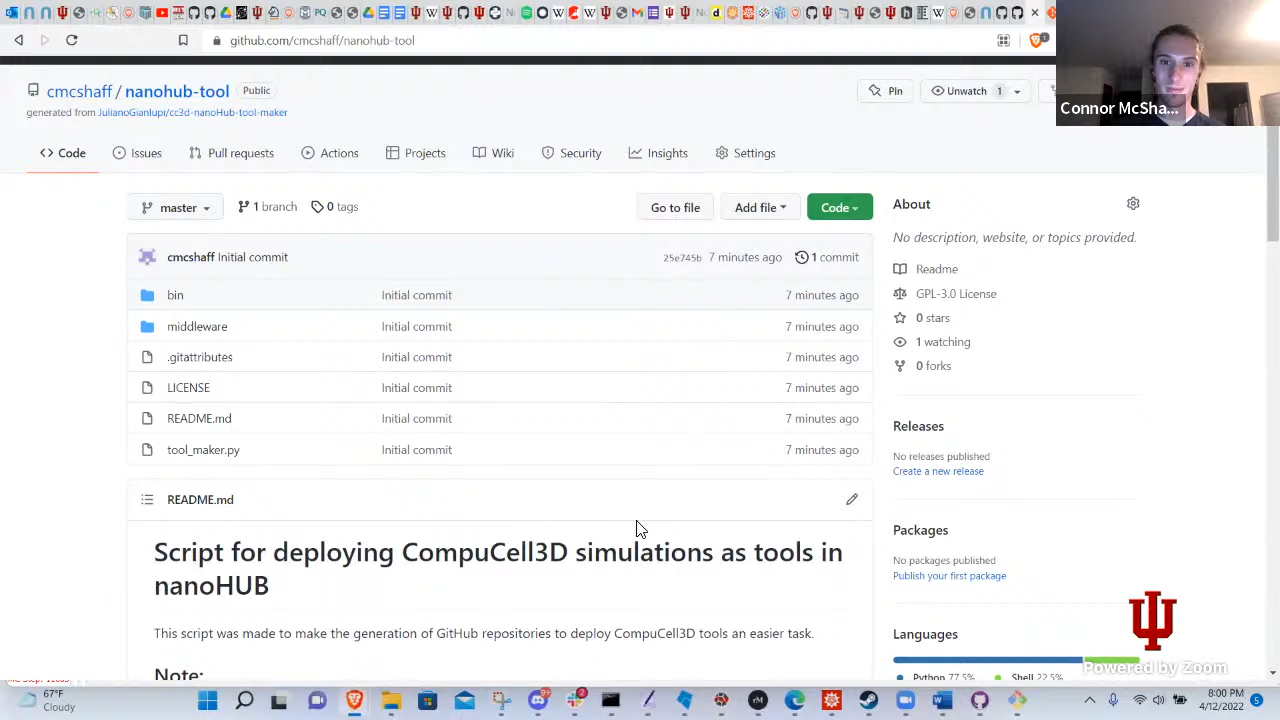 github.com/cmcshaff/nanohub-tool
Connor McSha...
cmcshaff / nanohub-tool Public
Pin
Unwatch 1
generated from JulianoGianlupi/cc3d-nanoHub-tool-maker
Code Issues Pull requests Actions Projects Wiki Security Insights Settings
master 1 branch 0 tags Go to file Add file Code
cmcshaff Initial commit 25e745b 7 minutes ago 1 commit
bin Initial commit 7 minutes ago
middleware Initial commit 7 minutes ago
.gitattributes Initial commit 7 minutes ago
LICENSE Initial commit 7 minutes ago
README.md Initial commit 7 minutes ago
tool_maker.py Initial commit 7 minutes ago
README.md
Script for deploying CompuCell3D simulations as tools in
nanoHUB
This script was made to make the generation of GitHub repositories to deploy CompuCell3D tools an easier task.
Note:
About
No description, website, or topics provided.
Readme
GPL-3.0 License
0 stars
1 watching
0 forks
Releases
No releases published
Create a new release
Packages
No packages published
Publish your first package
Languages
Python 77.5% Shell 22.5%
Powered by Zoom
67°F
Cloudy
8:00 PM
4/12/2022
5